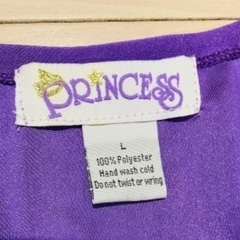 PRINCESS
L
100% Polyester
Hand wash cold
Do not twist or wring